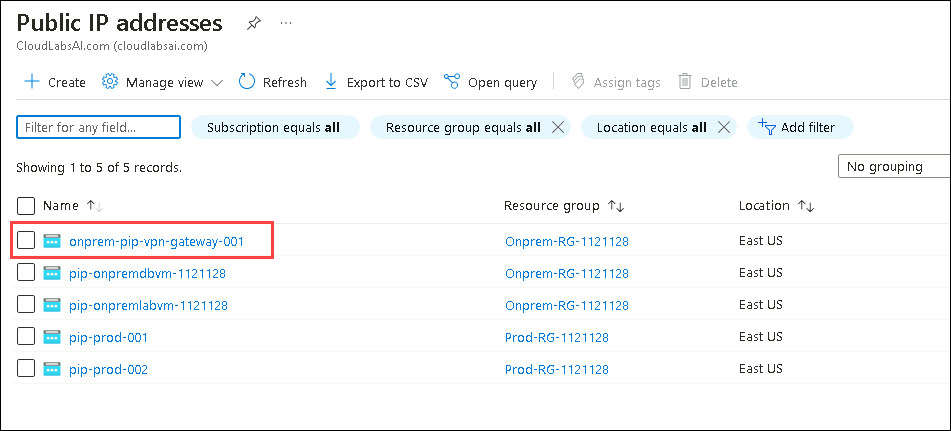 Public IP addresses ...
CloudLabsAI.com (cloudlabsai.com)
Create Manage view Refresh Export to CSV Open query Assign tags Delete
Filter for any field... Subscription equals all Resource group equals all Location equals all Add filter
Showing 1 to 5 of 5 records. No grouping
Name Resource group Location
onprem-pip-vpn-gateway-001 Onprem-RG-1121128 East US
pip-onpremdbvm-1121128 Onprem-RG-1121128 East US
pip-onpremlabvm-1121128 Onprem-RG-1121128 East US
pip-prod-001 Prod-RG-1121128 East US
pip-prod-002 Prod-RG-1121128 East US